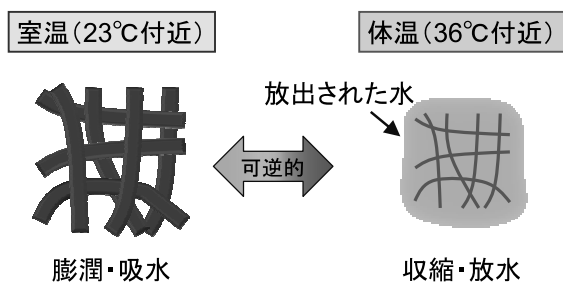 室温(23℃付近)
体温(36℃付近)
放出された水
可逆的
膨潤・吸水
収縮・放水